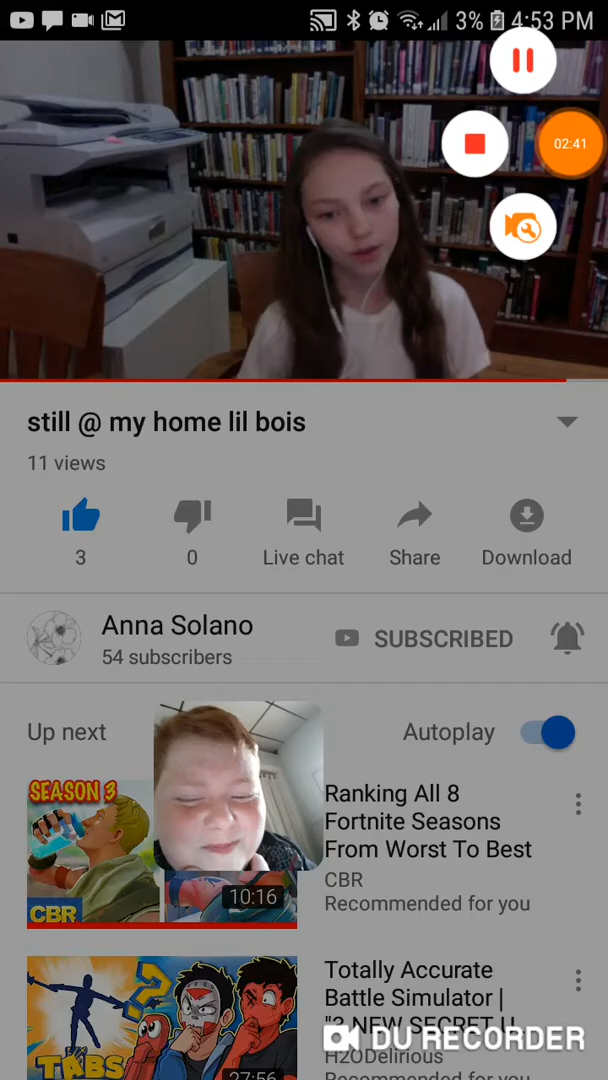 3% 4:53 PM
02:41
still @ my home lil bois
11 views
3
0
Live chat
Share
Download
Anna Solano
54 subscribers
SUBSCRIBED
Up next
Autoplay
SEASON 3
CBR
10:16
Ranking All 8
Fortnite Seasons
From Worst To Best
CBR
Recommended for you
TABS
27:56
Totally Accurate
Battle Simulator |
"? NEW SECRET U
H2ODelirious
Recommended for you
DU RECORDER